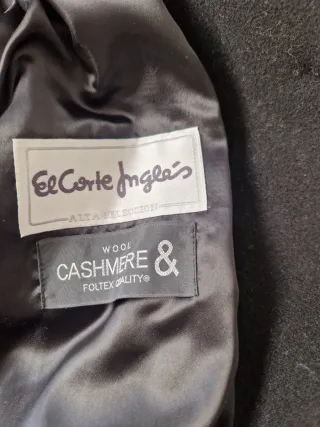 El Corte Inglés
ALTA SELECCION
WOOL
CASHMERE &
FOLTEX QUALITY®